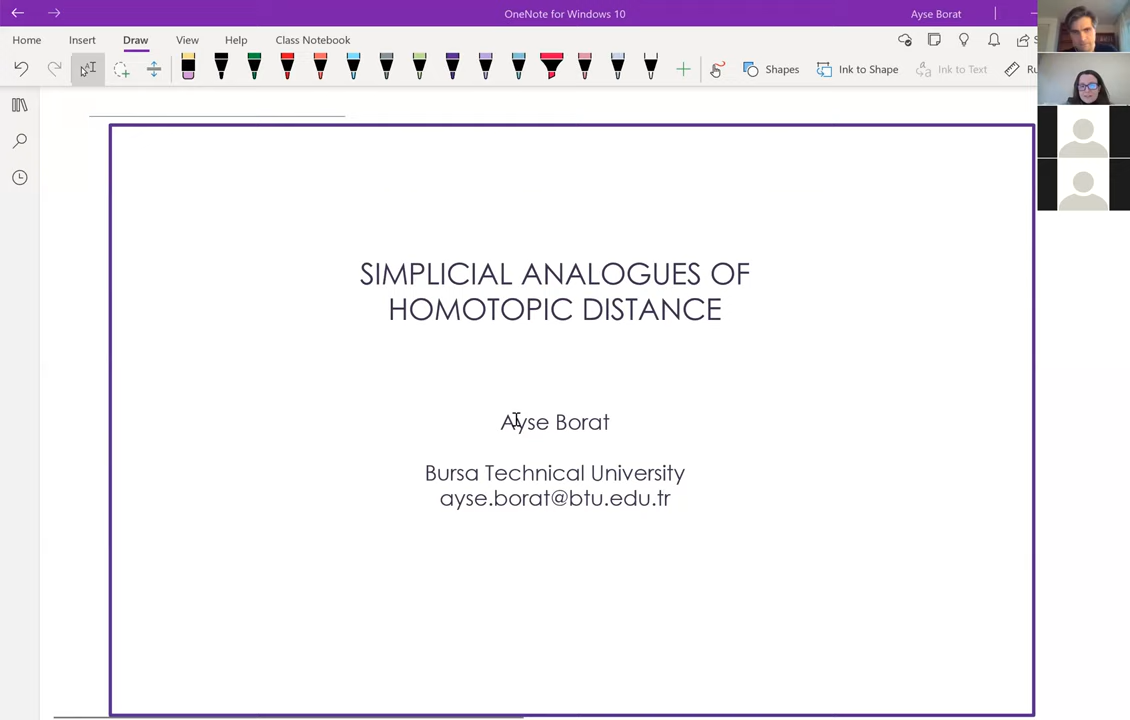 OneNote for Windows 10
Ayse Borat
Home
Insert
Draw
View
Help
Class Notebook
Shapes
Ink to Shape
Ink to Text
SIMPLICIAL ANALOGUES OF
HOMOTOPIC DISTANCE
Ayse Borat
Bursa Technical University
ayse.borat@btu.edu.tr